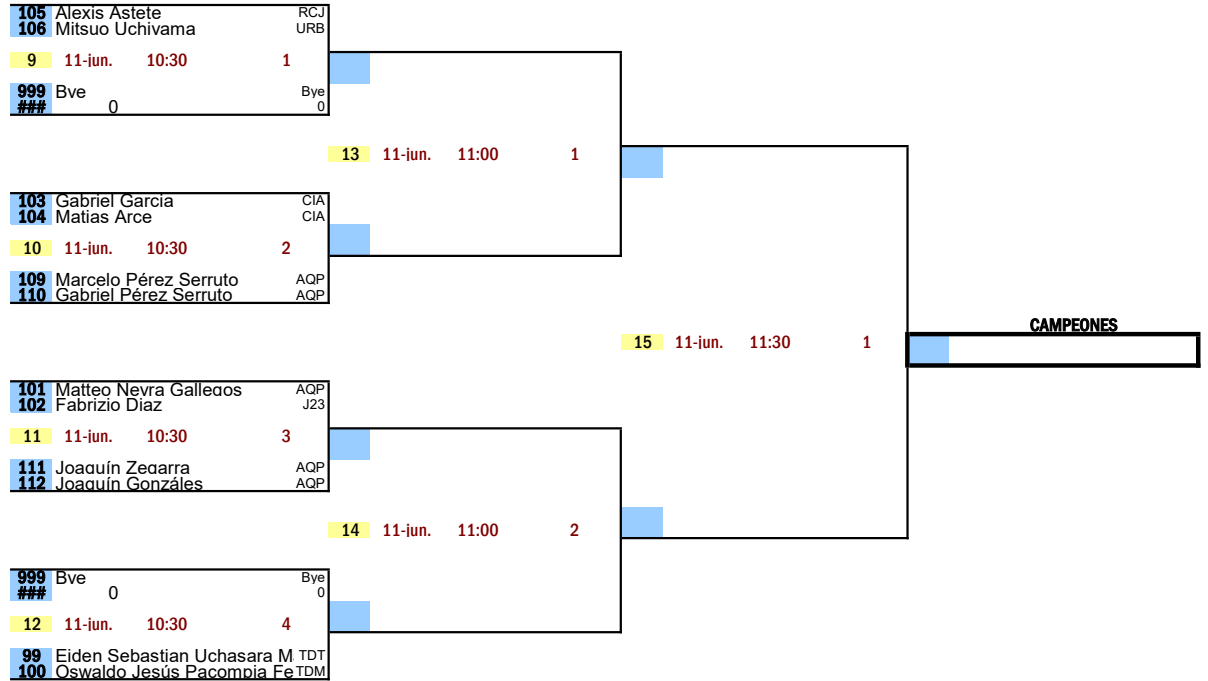 105 Alexis Astete RCJ
106 Mitsuo Uchiyama URB
9 11-jun. 10:30 1
999 Bye Bye
### 0 0
13 11-jun. 11:00 1
103 Gabriel Garcia CIA
104 Matias Arce CIA
10 11-jun. 10:30 2
109 Marcelo Pérez Serruto AQP
110 Gabriel Pérez Serruto AQP
CAMPEONES
15 11-jun. 11:30 1
101 Matteo Neyra Gallegos AQP
102 Fabrizio Diaz J23
11 11-jun. 10:30 3
111 Joaquín Zegarra AQP
112 Joaquín Gonzáles AQP
14 11-jun. 11:00 2
999 Bye Bye
### 0 0
12 11-jun. 10:30 4
99 Eiden Sebastian Uchasara M TDT
100 Oswaldo Jesús Pacompia Fe TDM